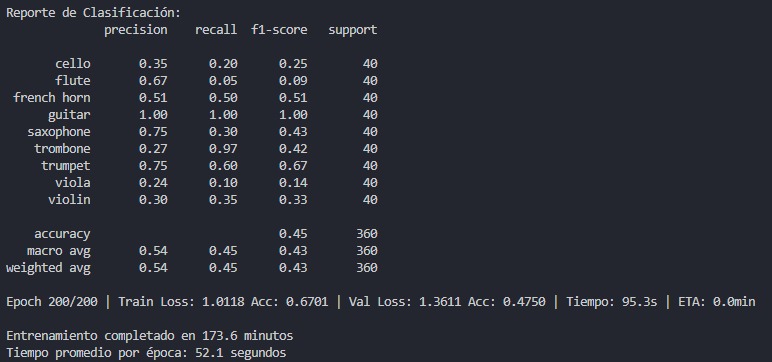 Reporte de Clasificación:
precision recall f1-score support
cello 0.35 0.20 0.25 40
flute 0.67 0.05 0.09 40
french horn 0.51 0.50 0.51 40
guitar 1.00 1.00 1.00 40
saxophone 0.75 0.30 0.43 40
trombone 0.27 0.97 0.42 40
trumpet 0.75 0.60 0.67 40
viola 0.24 0.10 0.14 40
violin 0.30 0.35 0.33 40
accuracy 0.45 360
macro avg 0.54 0.45 0.43 360
weighted avg 0.54 0.45 0.43 360
Epoch 200/200 | Train Loss: 1.0118 Acc: 0.6701 | Val Loss: 1.3611 Acc: 0.4750 | Tiempo: 95.3s | ETA: 0.0min
Entrenamiento completado en 173.6 minutos
Tiempo promedio por época: 52.1 segundos